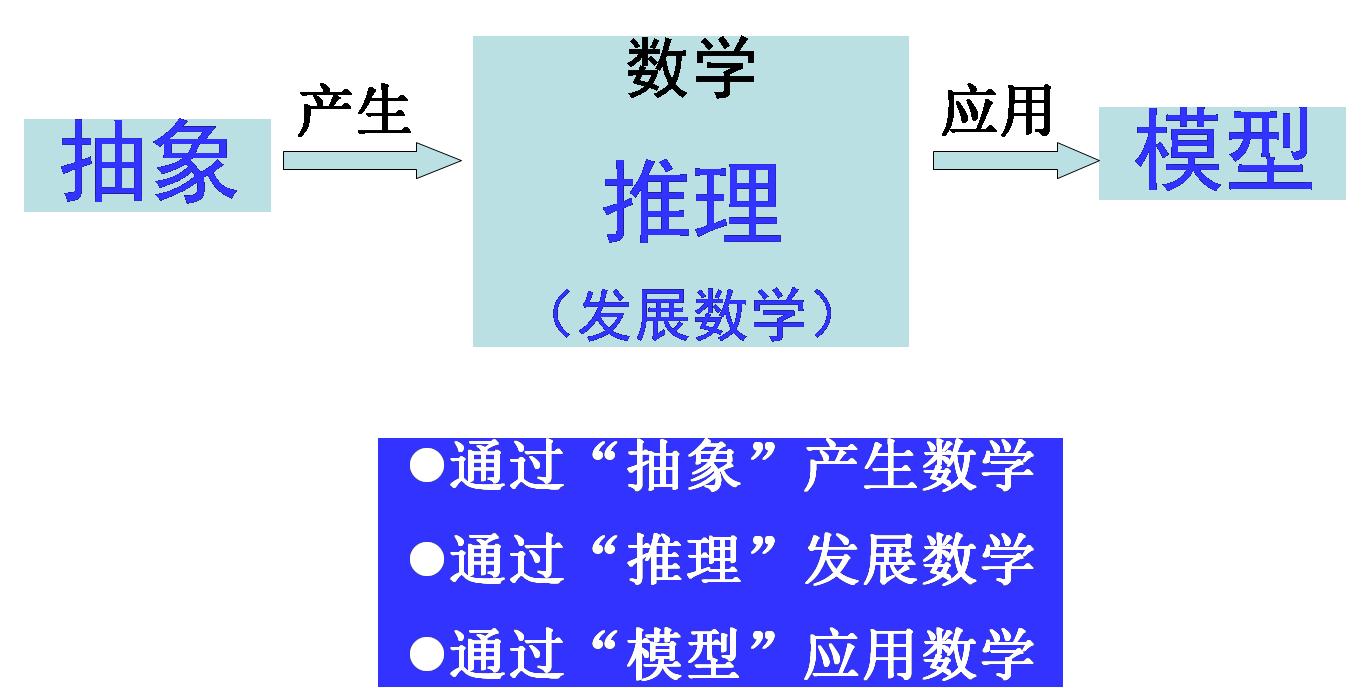 数学
产生
应用
抽象
模型
推理
（发展数学）
●通过“抽象”产生数学
●通过“推理”发展数学
●通过“模型”应用数学